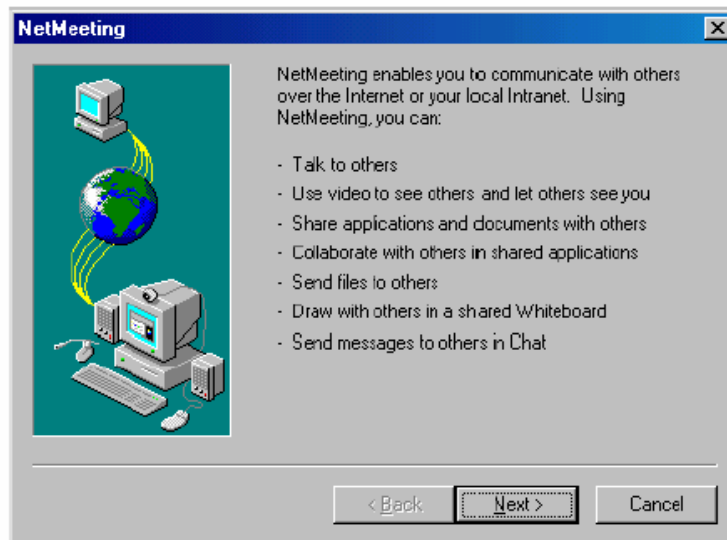 NetMeeting
NetMeeting enables you to communicate with others
over the Internet or your local Intranet. Using
NetMeeting, you can:
- Talk to others
- Use video to see others and let others see you
- Share applications and documents with others
- Collaborate with others in shared applications
- Send files to others
- Draw with others in a shared Whiteboard
- Send messages to others in Chat
< Back
Next >
Cancel